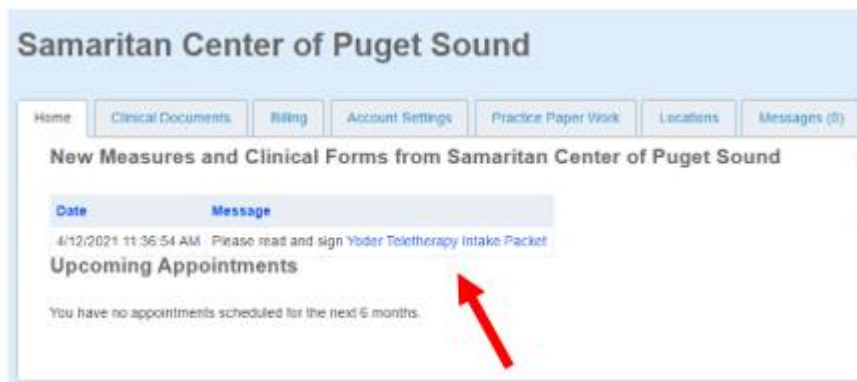 Samaritan Center of Puget Sound
Home Clinical Documents Billing Account Settings Practice Paper Work Locations Messages (0)
New Measures and Clinical Forms from Samaritan Center of Puget Sound
Date Message
4/12/2021 11:36:54 AM Please read and sign Yoder Teletherapy Intake Packet
Upcoming Appointments
You have no appointments scheduled for the next 6 months.